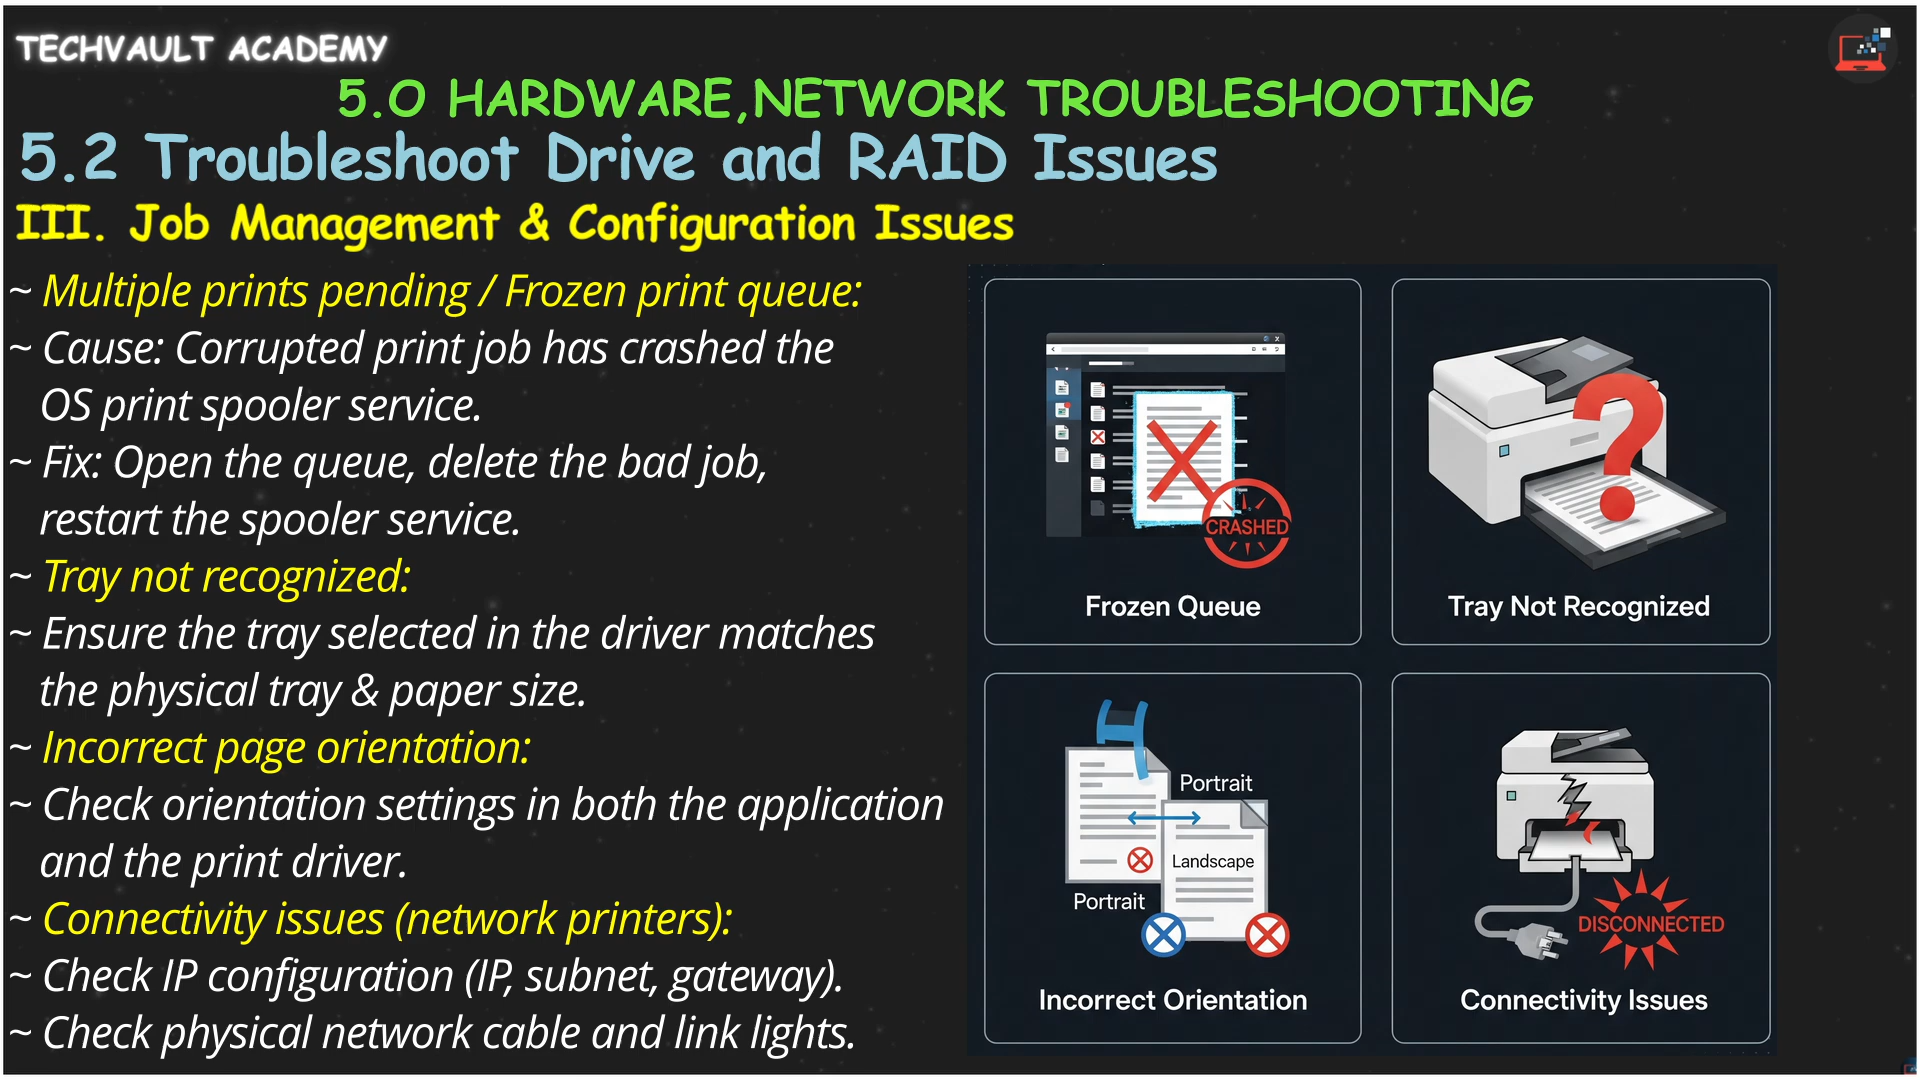 TECHVAULT ACADEMY
5.0 HARDWARE,NETWORK TROUBLESHOOTING
5.2 Troubleshoot Drive and RAID Issues
III. Job Management & Configuration Issues
~ Multiple prints pending / Frozen print queue:
~ Cause: Corrupted print job has crashed the
OS print spooler service.
~ Fix: Open the queue, delete the bad job,
restart the spooler service.
~ Tray not recognized:
~ Ensure the tray selected in the driver matches
the physical tray & paper size.
~ Incorrect page orientation:
~ Check orientation settings in both the application
and the print driver.
~ Connectivity issues (network printers):
~ Check IP configuration (IP, subnet, gateway).
~ Check physical network cable and link lights.
CRASHED
Frozen Queue
?
Tray Not Recognized
Portrait
Landscape
Portrait
Incorrect Orientation
DISCONNECTED
Connectivity Issues